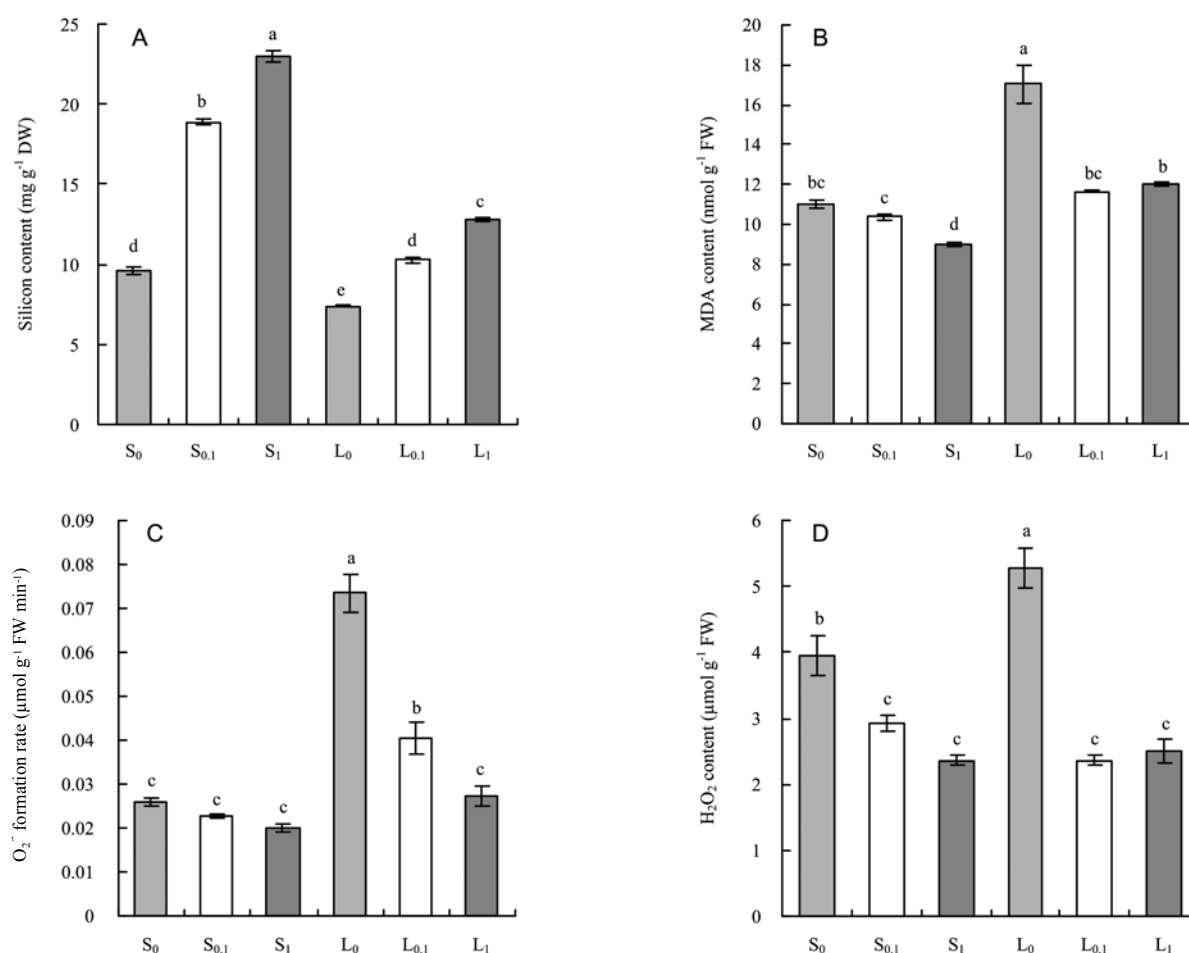 A
Silicon content (mg g⁻¹ DW)
25
20
15
10
5
0
d
b
a
e
d
c
S₀ S₀.₁ S₁ L₀ L₀.₁ L₁
B
MDA content (nmol g⁻¹ FW)
20
18
16
14
12
10
8
6
4
2
0
bc
c
d
a
bc
b
S₀ S₀.₁ S₁ L₀ L₀.₁ L₁
C
O₂⁻ formation rate (μmol g⁻¹ FW min⁻¹)
0.09
0.08
0.07
0.06
0.05
0.04
0.03
0.02
0.01
0
c
c
c
a
b
c
S₀ S₀.₁ S₁ L₀ L₀.₁ L₁
D
H₂O₂ content (μmol g⁻¹ FW)
6
5
4
3
2
1
0
b
c
c
a
c
c
S₀ S₀.₁ S₁ L₀ L₀.₁ L₁